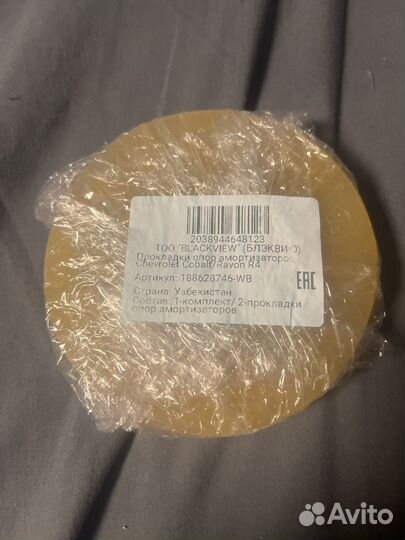 2038944648123
ТОО "BLACKVIEW" (БЛЭКВИЮ)
Прокладки опор амортизаторов
Chevrolet Cobalt/Ravon R4
Артикул: 188628746-WB
Страна: Узбекистан
Состав: 1-комплект/ 2-прокладки
опор амортизаторов
EAC
Avito